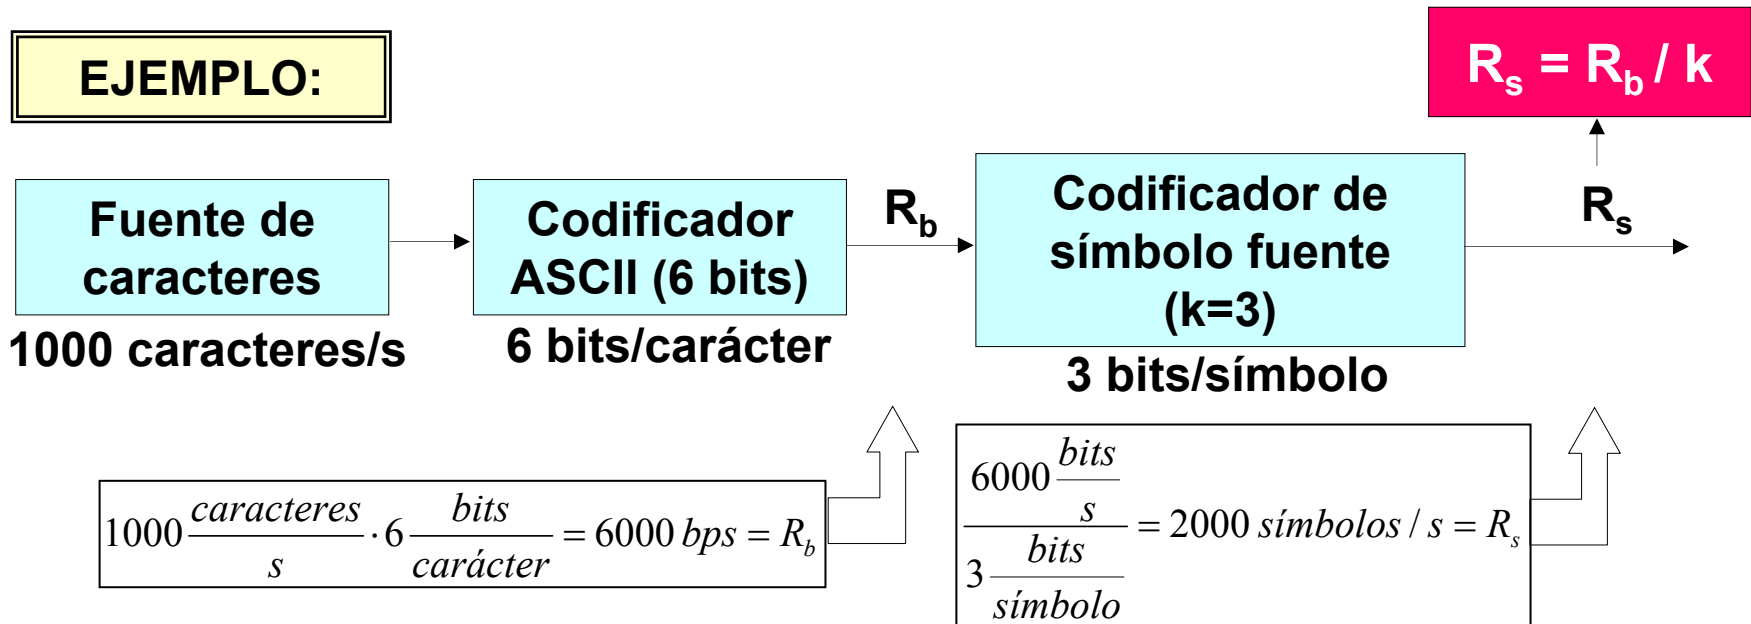 EJEMPLO:
Rs = Rb / k
Fuente de
caracteres
1000 caracteres/s
Codificador
ASCII (6 bits)
6 bits/carácter
Rb
Codificador de
símbolo fuente
(k=3)
3 bits/símbolo
Rs
1000 caracteres/s · 6 bits/carácter = 6000 bps = Rb
6000 bits/s / 3 bits/símbolo = 2000 símbolos / s = Rs